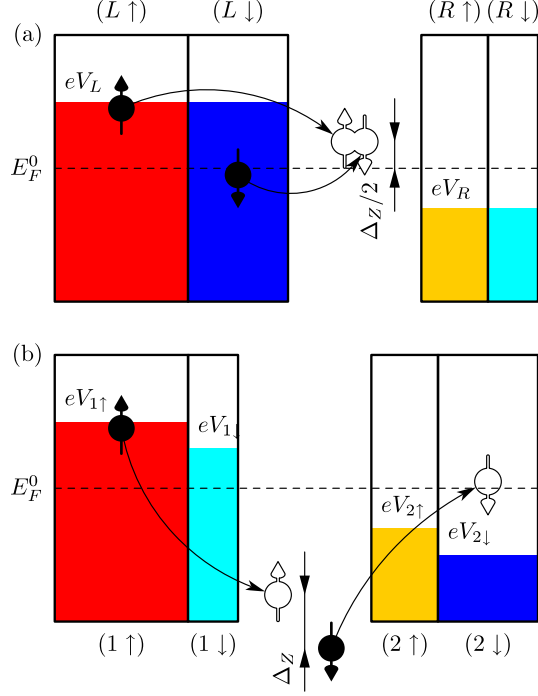 (a) (L ↑) (L ↓) (R ↑) (R ↓)
eV_L
E_F^0
eV_R
Δ_Z/2
(b)
eV_{1↑}
eV_{1↓}
E_F^0
eV_{2↑}
eV_{2↓}
(1 ↑) (1 ↓) (2 ↑) (2 ↓)
Δ_Z